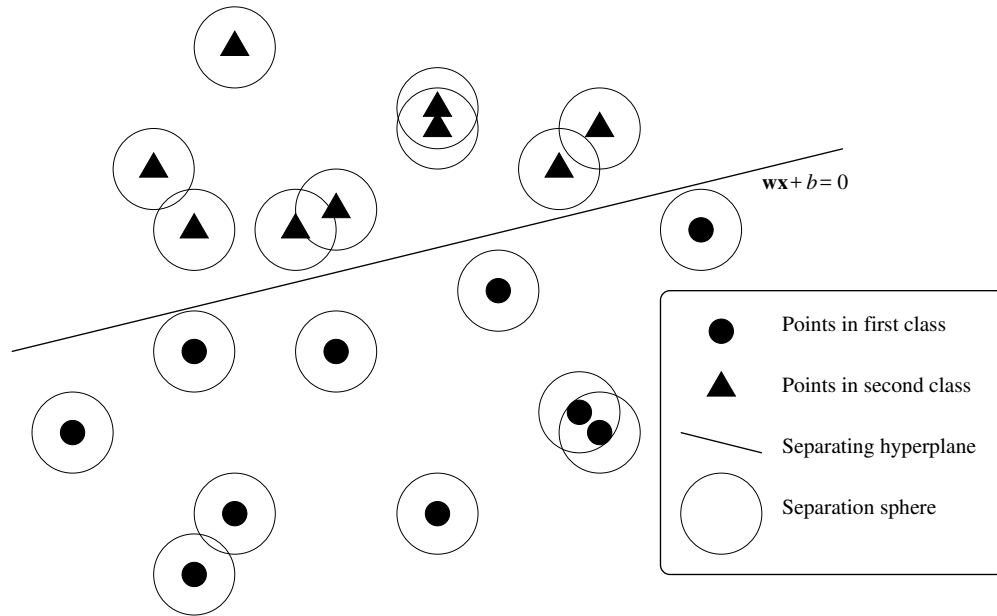 wx + b = 0
Points in first class
Points in second class
Separating hyperplane
Separation sphere